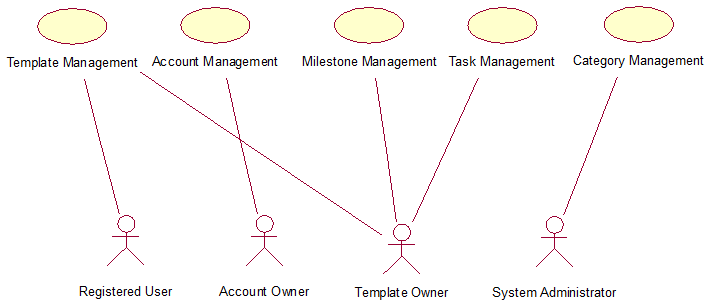 Template Management
Account Management
Milestone Management
Task Management
Category Management
Registered User
Account Owner
Template Owner
System Administrator